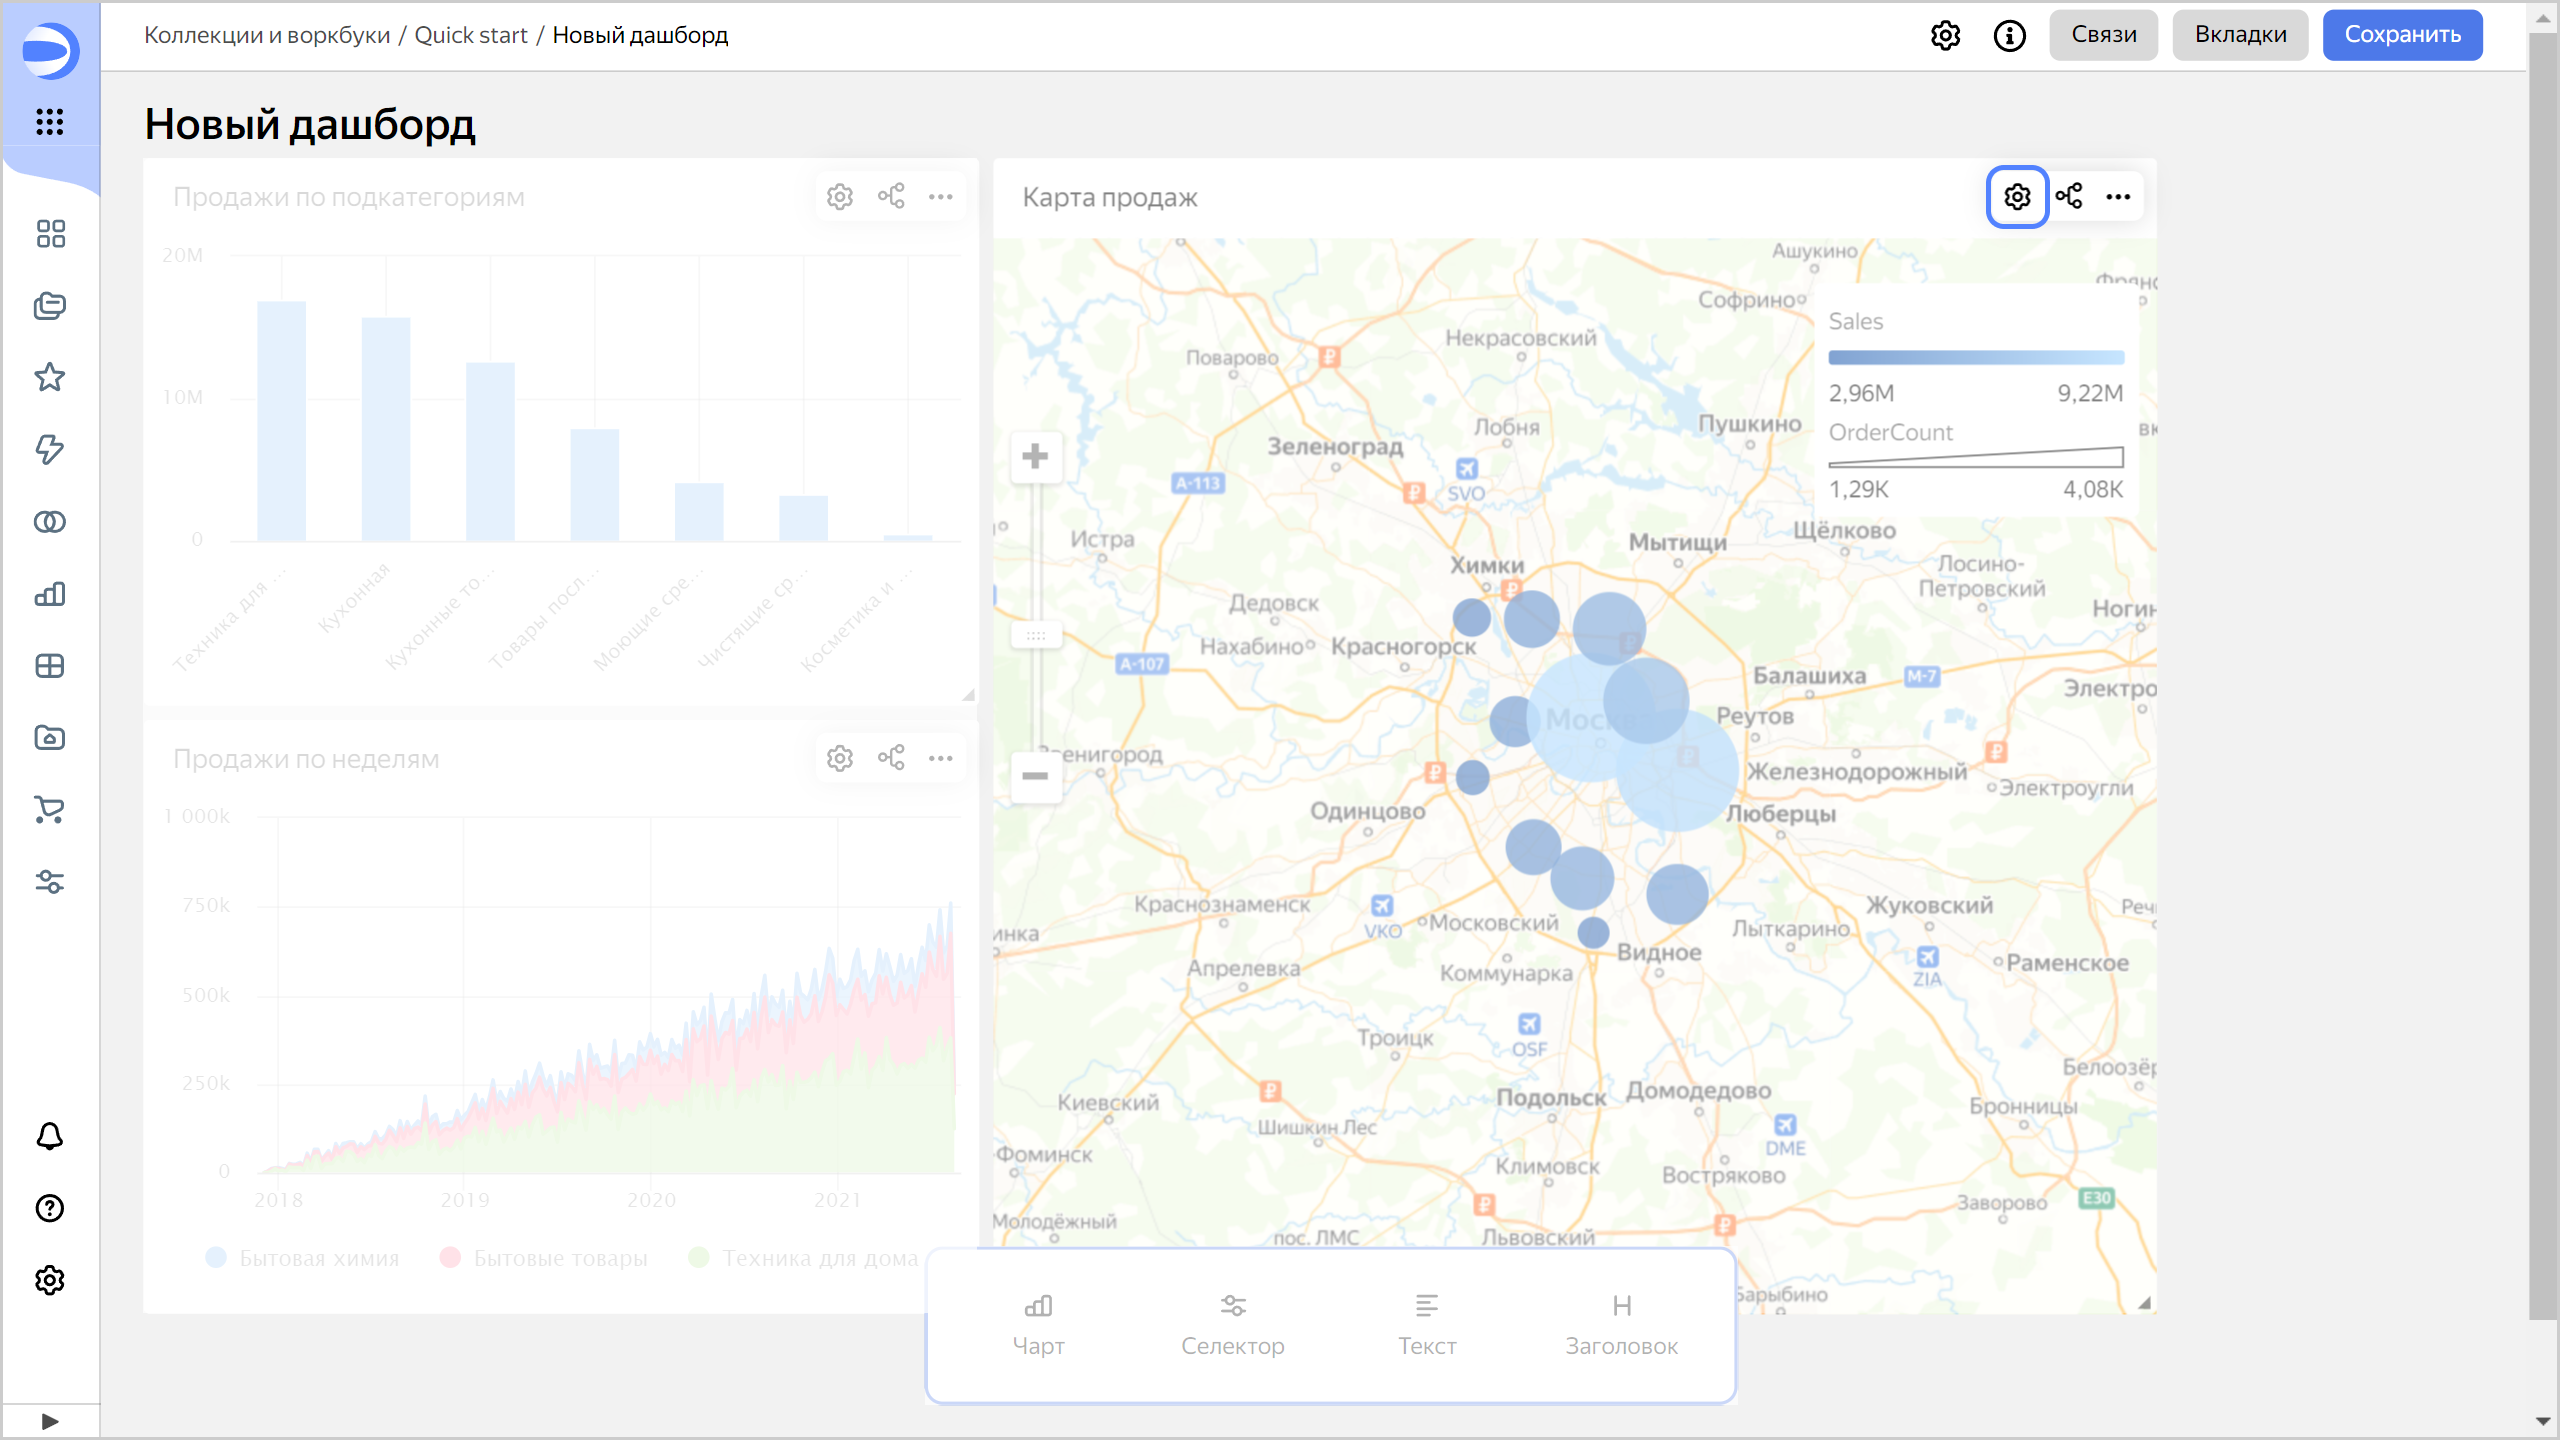 Коллекции и воркбуки / Quick start / Новый дашборд
Связи
Вкладки
Сохранить
Новый дашборд
Продажи по подкатегориям
20M
10M
0
Техника для ...
Кухонная
Кухонные то...
Товары посл...
Моющие сре...
Чистящие ср...
Косметика и ...
Продажи по неделям
1 000k
750k
500k
250k
0
2018
2019
2020
2021
Бытовая химия
Бытовые товары
Техника для дома
Карта продаж
Ашукино
Софрино
Sales
2,96M
9,22M
OrderCount
1,29K
4,08K
Некрасовский
Поварово
Пушкино
Лобня
Зеленоград
А-113
SVO
Щёлково
Истра
Мытищи
Химки
Лосино-
Петровский
Дедовск
Ногин
Нахабино
Красногорск
А-107
Балашиха
М-7
Электро
Реутов
Москв
Звенигород
Железнодорожный
Электроугли
Одинцово
Люберцы
Краснознаменск
VKO
Московский
Жуковский
Реч
Лыткарино
инка
Видное
Апрелевка
Коммунарка
ZIA
Раменское
Троицк
OSF
Белоозёр
Подольск
Домодедово
Киевский
Бронницы
Шишкин Лес
DME
-Фоминск
Климовск
Востряково
Заворово
E30
Молодёжный
пос. ЛМС
Львовский
Барыбино
Чарт
Селектор
Текст
H
Заголовок